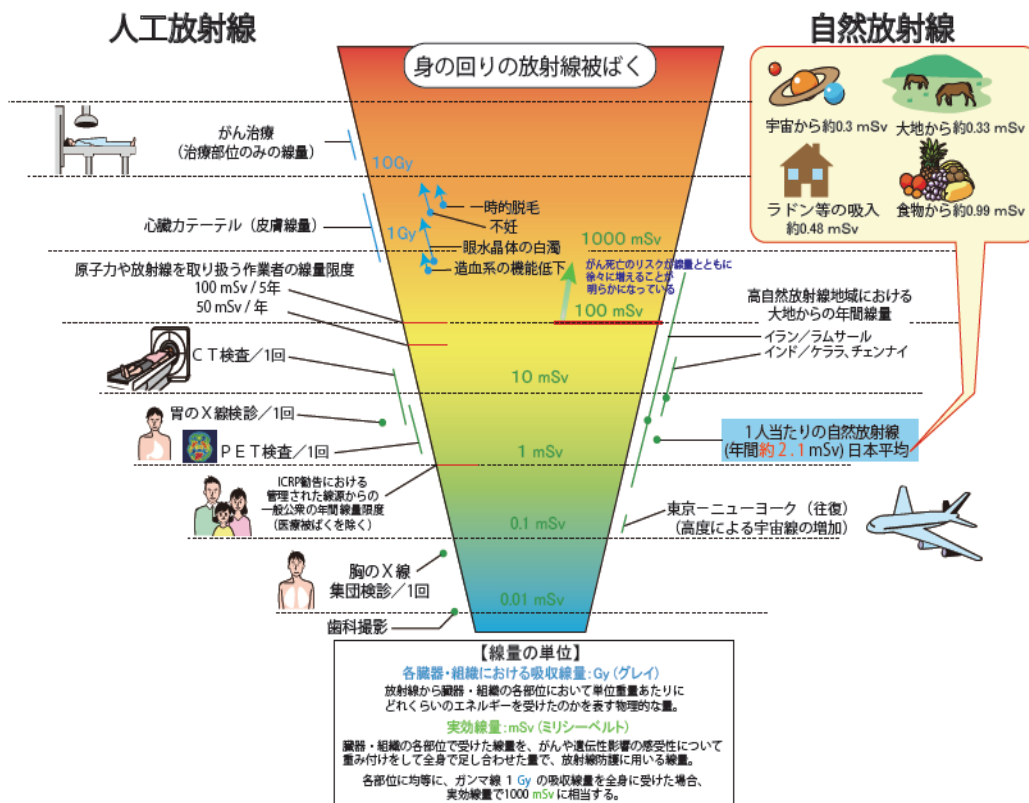 人工放射線
自然放射線
身の回りの放射線被ばく
宇宙から約0.3 mSv
大地から約0.33 mSv
ラドン等の吸入
約0.48 mSv
食物から約0.99 mSv
がん治療
(治療部位のみの線量)
10Gy
心臓カテーテル(皮膚線量)
1Gy
一時的脱毛
不妊
眼水晶体の白濁
造血系の機能低下
1000 mSv
がん死亡のリスクが線量とともに
徐々に増えることが
明らかになっている
原子力や放射線を取り扱う作業者の線量限度
100 mSv / 5年
50 mSv / 年
100 mSv
高自然放射線地域における
大地からの年間線量
イラン/ラムサール
インド/ケララ、チェンナイ
CT検査/1回
10 mSv
胃のX線検診/1回
PET検査/1回
1 mSv
1人当たりの自然放射線
(年間約2.1mSv)日本平均
ICRP勧告における
管理された線源からの
一般公衆の年間線量限度
(医療被ばくを除く)
0.1 mSv
東京−ニューヨーク(往復)
(高度による宇宙線の増加)
胸のX線
集団検診/1回
0.01 mSv
歯科撮影
【線量の単位】
各臓器・組織における吸収線量:Gy(グレイ)
放射線から臓器・組織の各部位において単位重量あたりに
どれくらいのエネルギーを受けたのかを表す物理的な量。
実効線量:mSv(ミリシーベルト)
臓器・組織の各部位で受けた線量を、がんや遺伝性影響の感受性について
重み付けをして全身で足し合わせた量で、放射線防護に用いる線量。
各部位に均等に、ガンマ線 1 Gy の吸収線量を全身に受けた場合、
実効線量で1000 mSvに相当する。